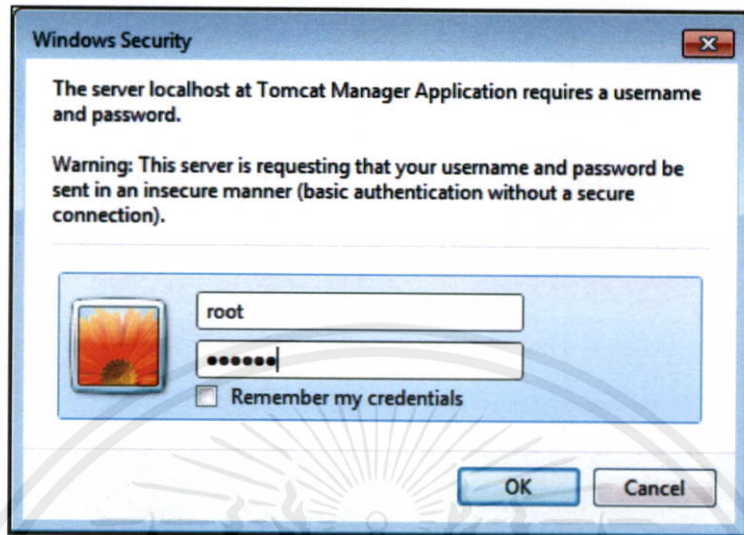 Windows Security
The server localhost at Tomcat Manager Application requires a username
and password.
Warning: This server is requesting that your username and password be
sent in an insecure manner (basic authentication without a secure
connection).
root
●●●●●●
Remember my credentials
OK
Cancel